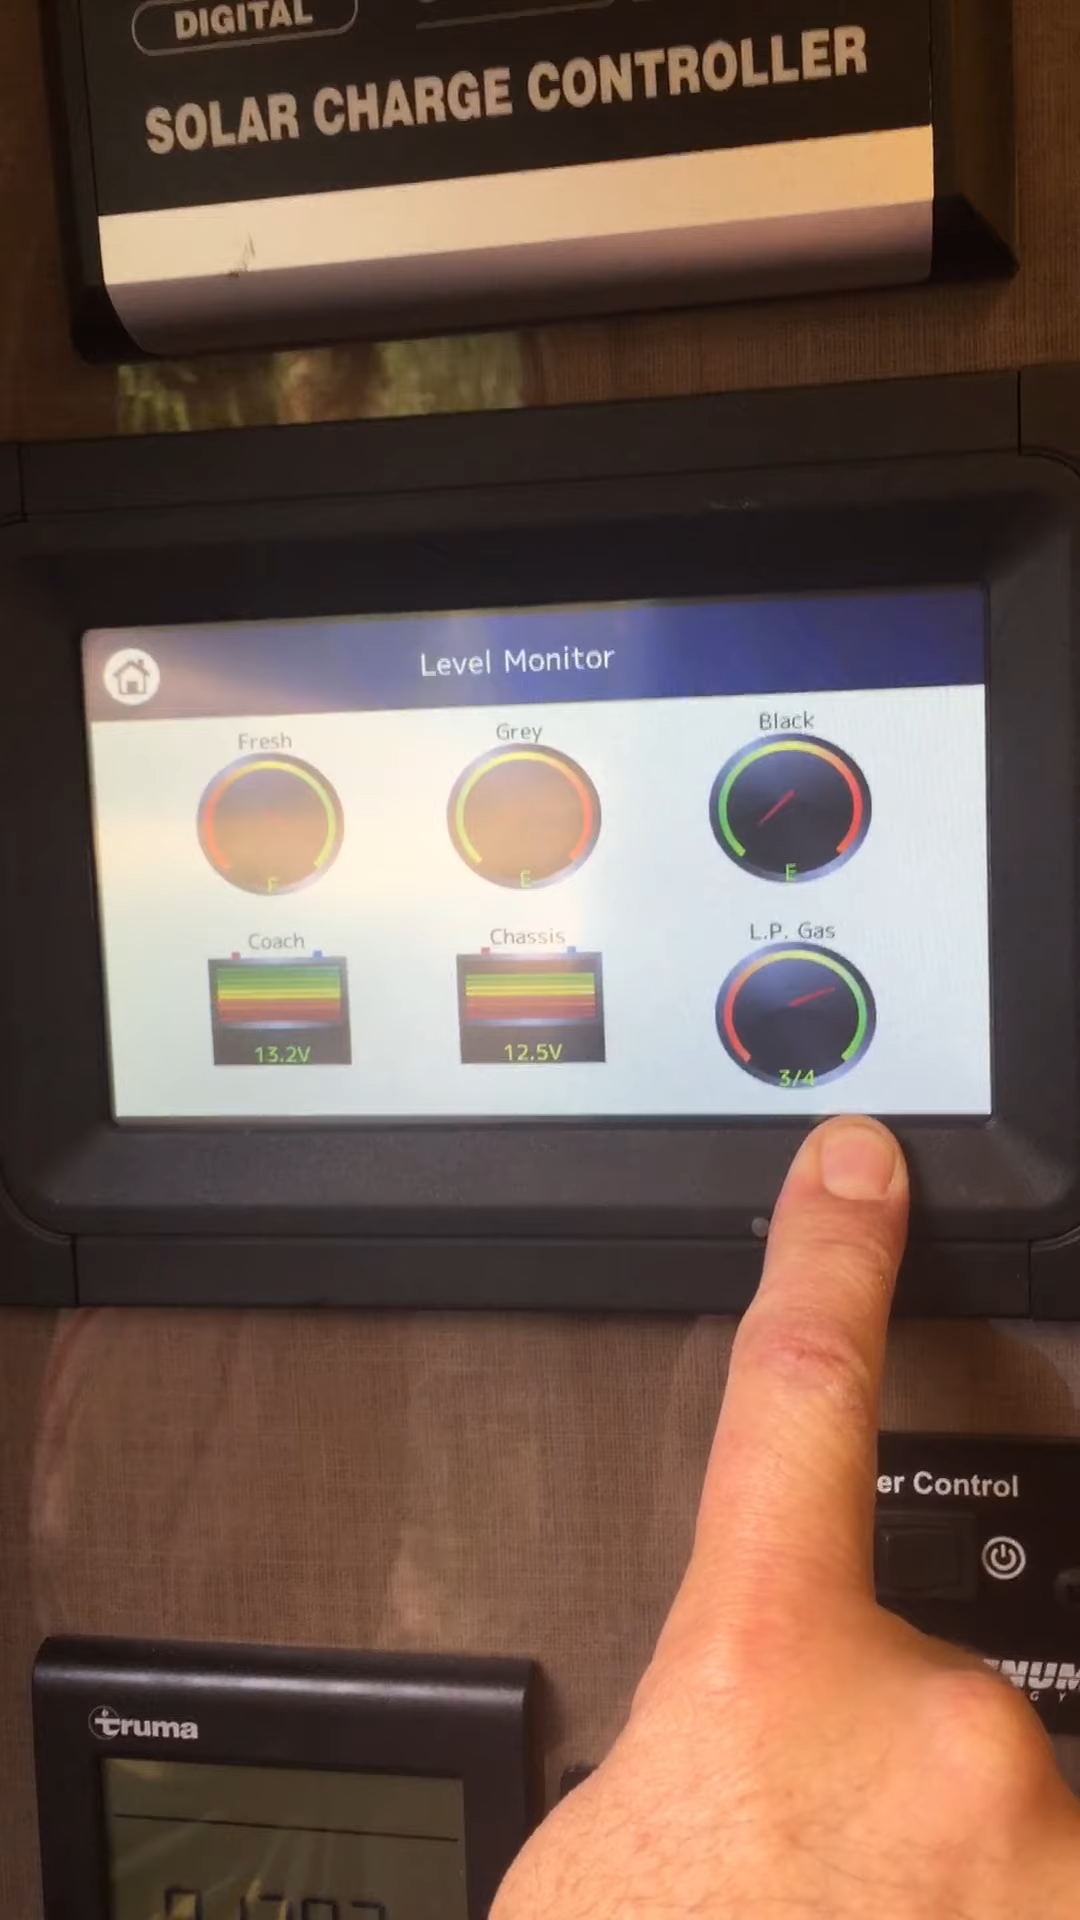 DIGITAL
SOLAR CHARGE CONTROLLER
Level Monitor
Fresh
Grey
Black
F
E
E
Coach
Chassis
L.P. Gas
13.2V
12.5V
3/4
er Control
truma